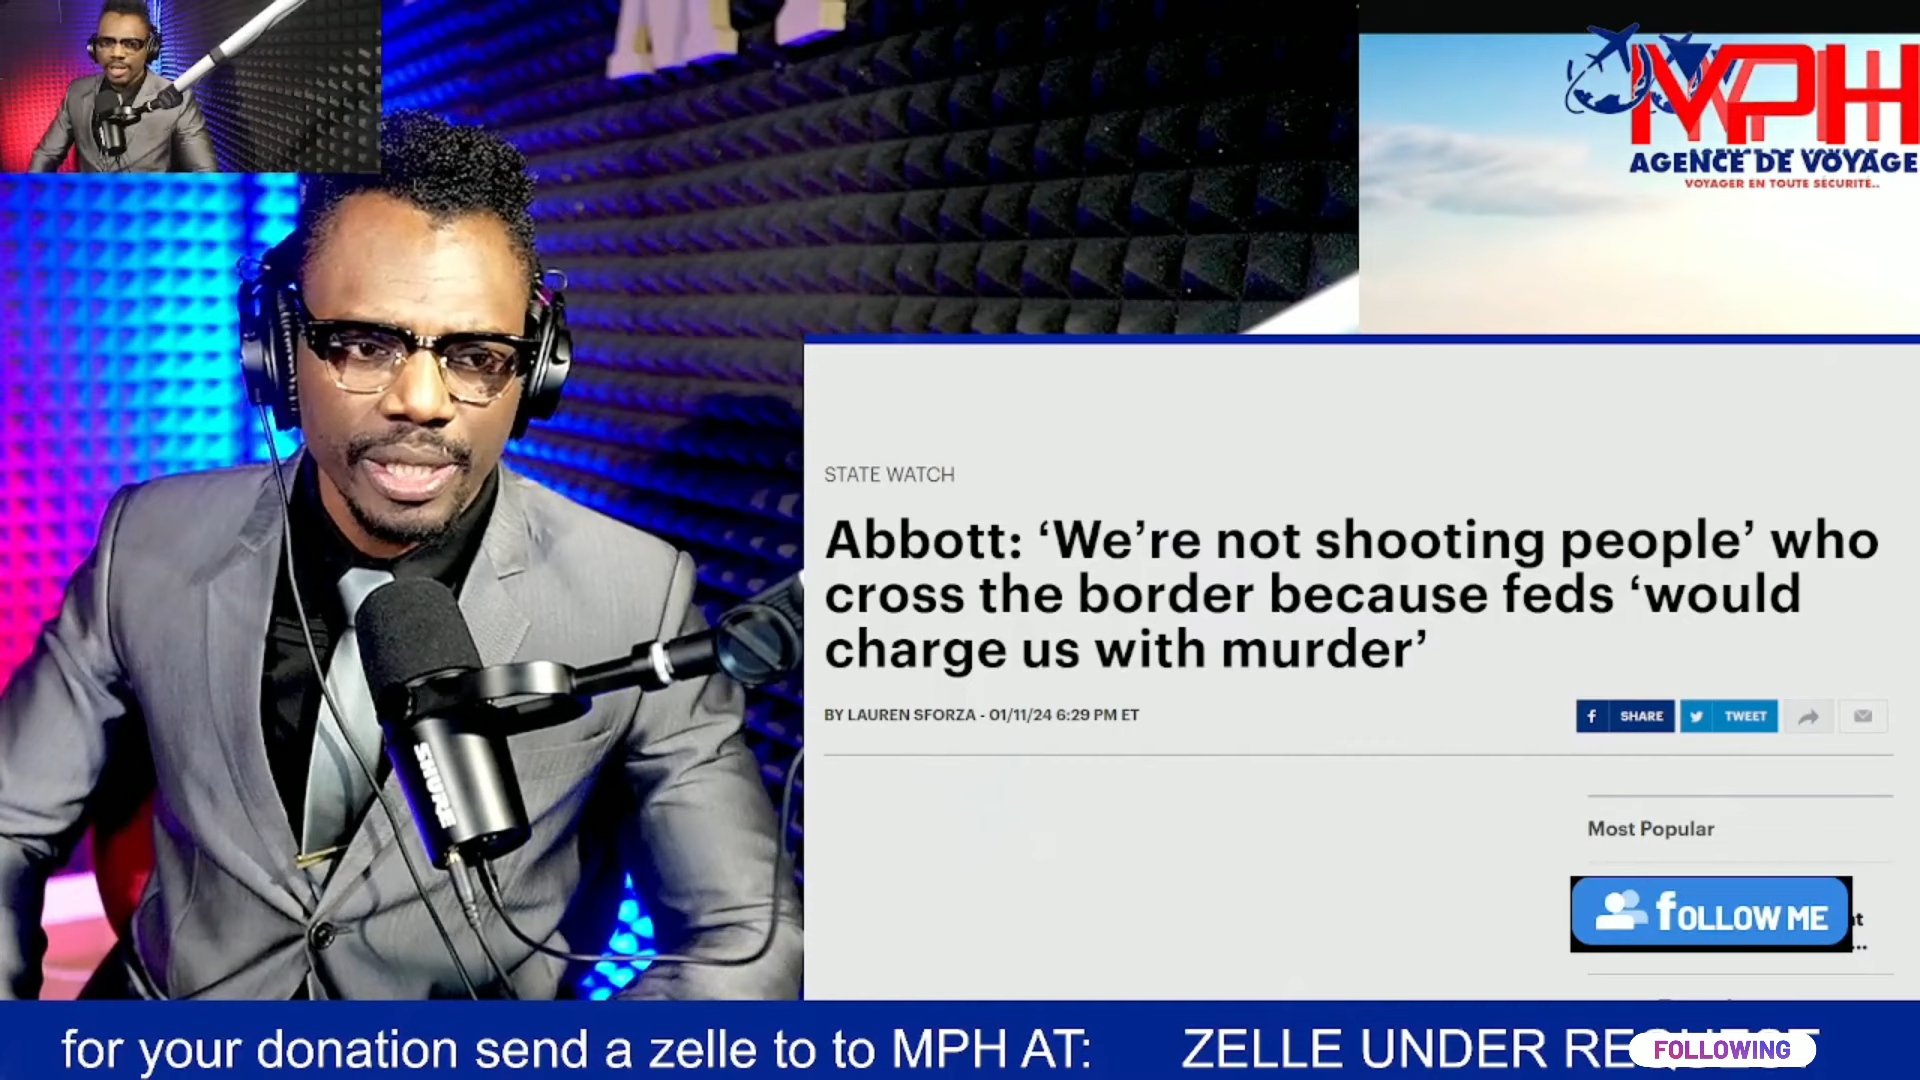 MPH
AGENCE DE VOYAGE
VOYAGER EN TOUTE SÉCURITÉ..
STATE WATCH
Abbott: ‘We’re not shooting people’ who
cross the border because feds ‘would
charge us with murder’
BY LAUREN SFORZA - 01/11/24 6:29 PM ET
f SHARE
TWEET
Most Popular
fOLLOW ME
SHURE
for your donation send a zelle to to MPH AT: ZELLE UNDER REQUEST
FOLLOWING